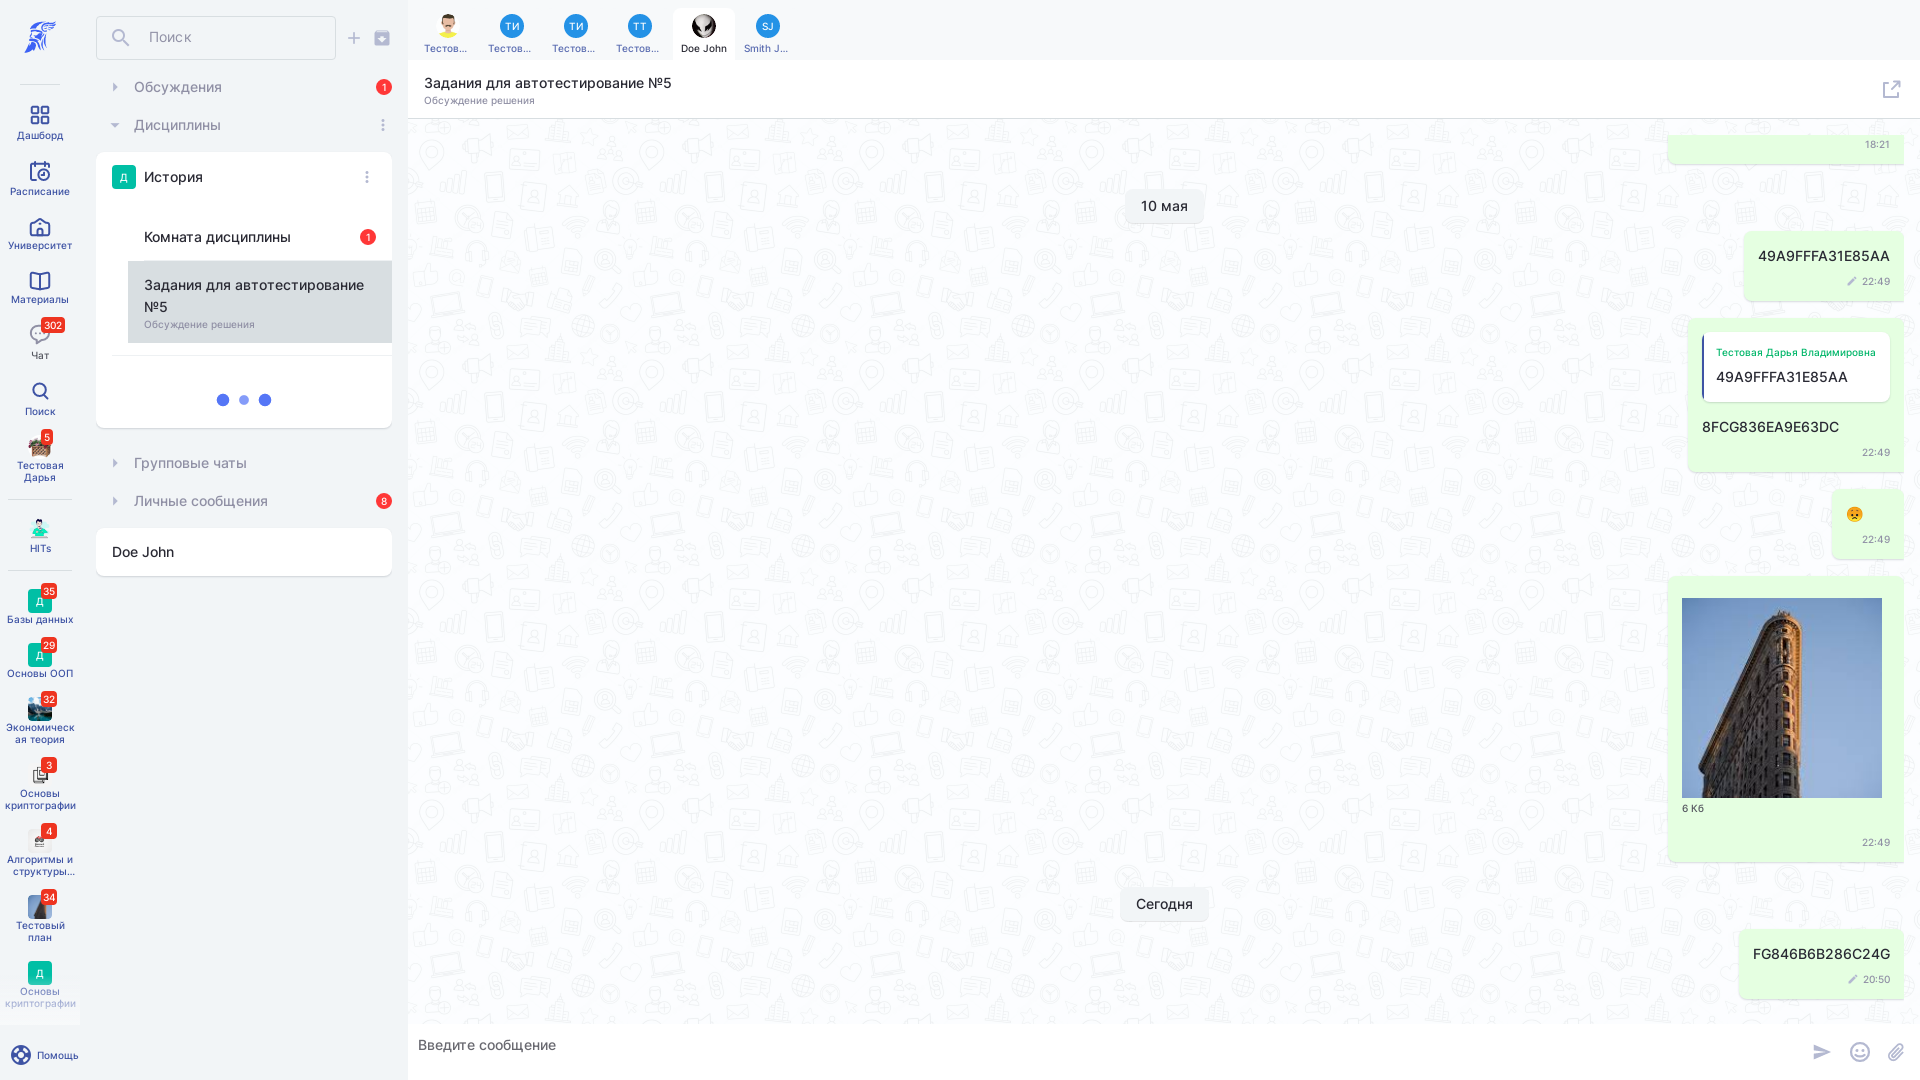 Дашборд
Расписание
Университет
Материалы
302
Чат
Поиск
5
Тестовая
Дарья
HITs
35
Д
Базы данных
29
Д
Основы ООП
32
Экономическ
ая теория
3
Основы
криптографии
4
Алгоритмы и
структуры...
34
Тестовый
план
Д
Основы
криптографии
Помощь
Поиск
Обсуждения
1
Дисциплины
Д
История
Комната дисциплины
1
Задания для автотестирование
№5
Обсуждение решения
Групповые чаты
Личные сообщения
8
Doe John
Тестов...
ТИ
Тестов...
ТИ
Тестов...
ТТ
Тестов...
Doe John
SJ
Smith J...
Задания для автотестирование №5
Обсуждение решения
18:21
10 мая
49A9FFFA31E85AA
22:49
Тестовая Дарья Владимировна
49A9FFFA31E85AA
8FCG836EA9E63DC
22:49
22:49
6 Кб
22:49
Сегодня
FG846B6B286C24G
20:50
Введите сообщение